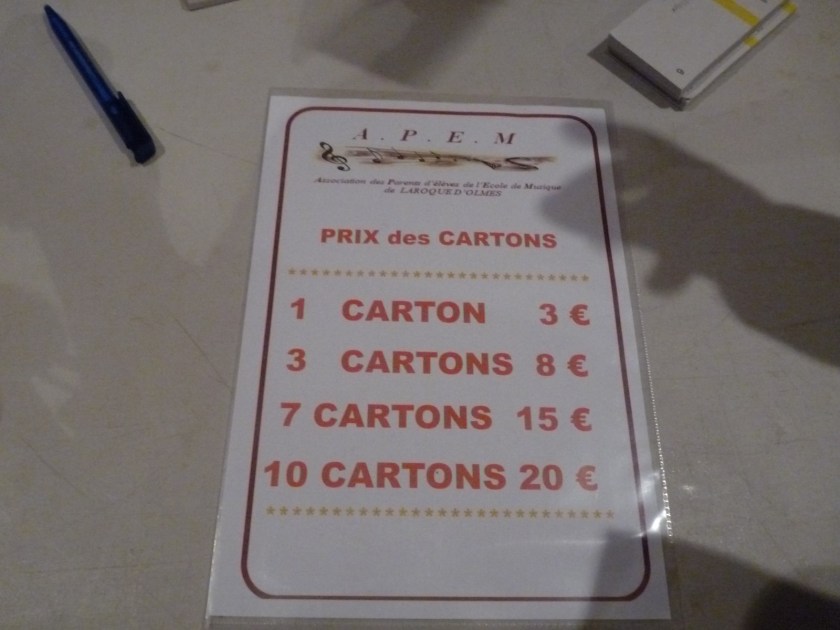 A.P.E.M
Association des Parents d'élèves de l'Ecole de Musique
de LAROQUE D'OLMES
PRIX des CARTONS
*****************************
1 CARTON 3 €
3 CARTONS 8 €
7 CARTONS 15 €
10 CARTONS 20 €
*****************************